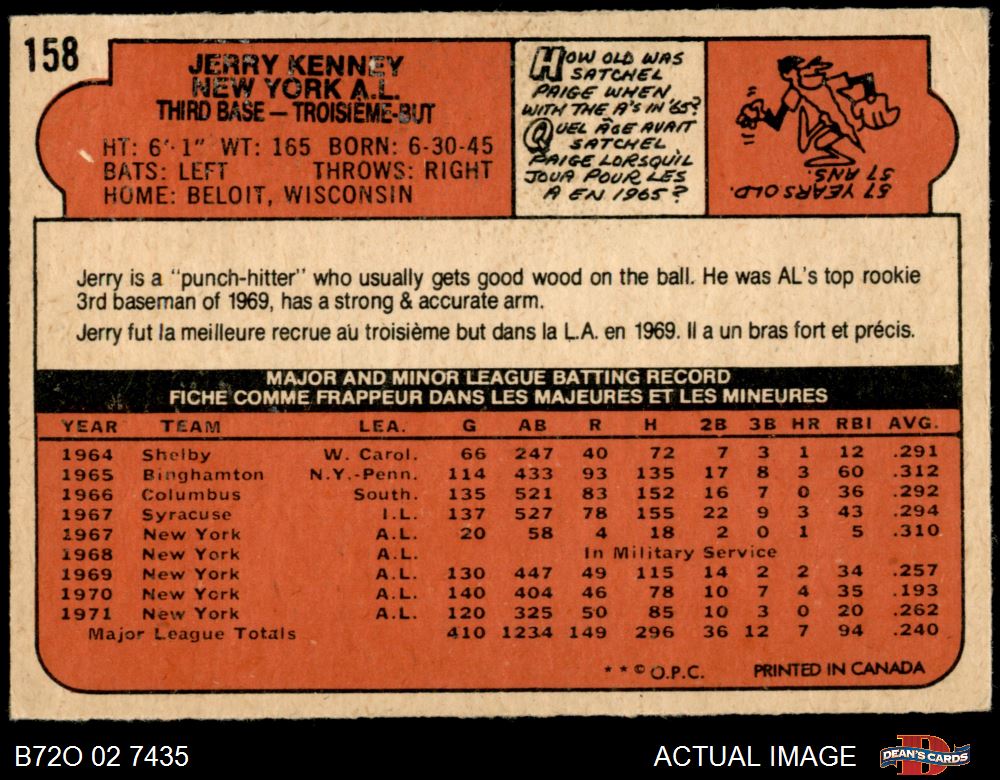 158
JERRY KENNEY
NEW YORK A.L.
THIRD BASE — TROISIÈME-BUT
HT: 6'-1" WT: 165 BORN: 6-30-45
BATS: LEFT THROWS: RIGHT
HOME: BELOIT, WISCONSIN
HOW OLD WAS
SATCHEL
PAIGE WHEN
WITH THE A'S IN '65?
QUEL ÂGE AVAIT
SATCHEL
PAIGE LORSQU'IL
JOUA POUR LES
A EN 1965?
57 YEARS OLD.
57 ANS.
Jerry is a "punch-hitter" who usually gets good wood on the ball. He was AL's top rookie
3rd baseman of 1969, has a strong & accurate arm.
Jerry fut la meilleure recrue au troisième but dans la L.A. en 1969. Il a un bras fort et précis.
MAJOR AND MINOR LEAGUE BATTING RECORD
FICHE COMME FRAPPEUR DANS LES MAJEURES ET LES MINEURES
YEAR TEAM LEA. G AB R H 2B 3B HR RBI AVG.
1964 Shelby W. Carol. 66 247 40 72 7 3 1 12 .291
1965 Binghamton N.Y.-Penn. 114 433 93 135 17 8 3 60 .312
1966 Columbus South. 135 521 83 152 16 7 0 36 .292
1967 Syracuse I.L. 137 527 78 155 22 9 3 43 .294
1967 New York A.L. 20 58 4 18 2 0 1 5 .310
1968 New York A.L. In Military Service
1969 New York A.L. 130 447 49 115 14 2 2 34 .257
1970 New York A.L. 140 404 46 78 10 7 4 35 .193
1971 New York A.L. 120 325 50 85 10 3 0 20 .262
Major League Totals 410 1234 149 296 36 12 7 94 .240
* * © O.P.C. PRINTED IN CANADA
B72O 02 7435 ACTUAL IMAGE DEAN'S CARDS